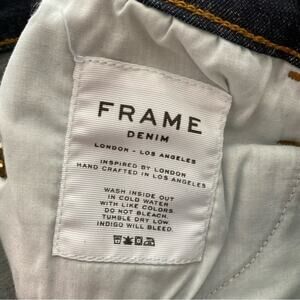 FRAME
DENIM
LONDON - LOS ANGELES
INSPIRED BY LONDON
HAND CRAFTED IN LOS ANGELES
WASH INSIDE OUT
IN COLD WATER
WITH LIKE COLORS.
DO NOT BLEACH.
TUMBLE DRY LOW.
INDIGO WILL BLEED.